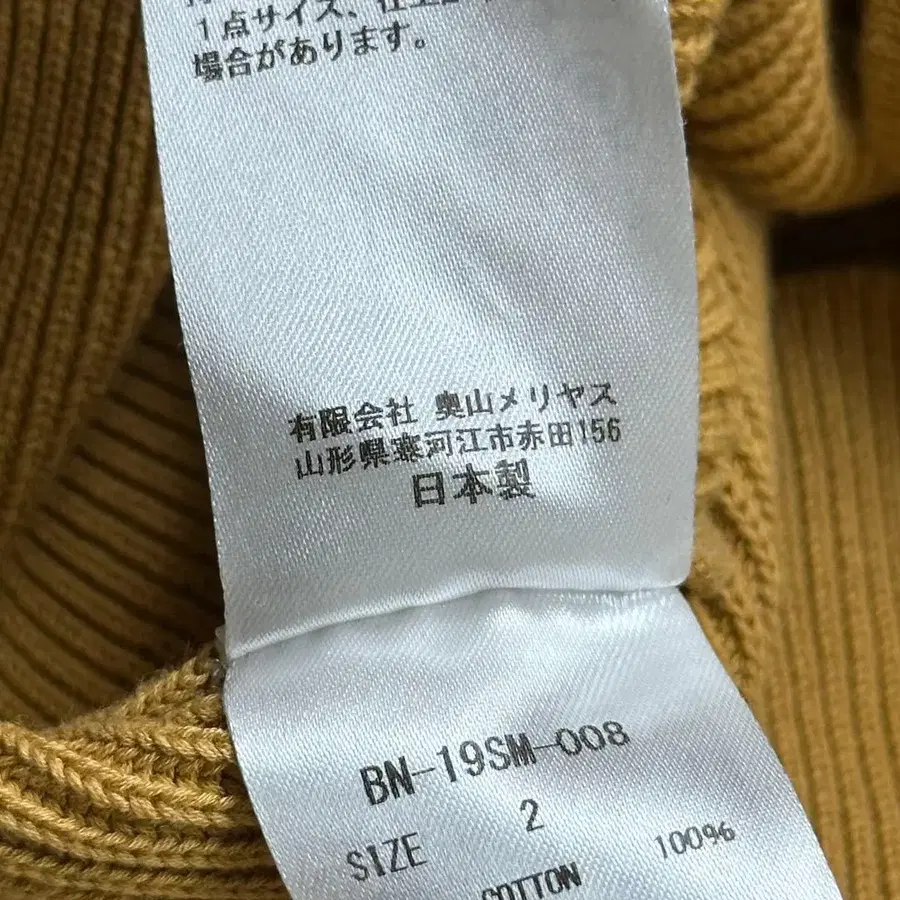 １点サイズ、仕上
場合があります。
有限会社 奥山メリヤス
山形県寒河江市赤田156
日本製
BN-19SM-008
SIZE 2
COTTON 100%